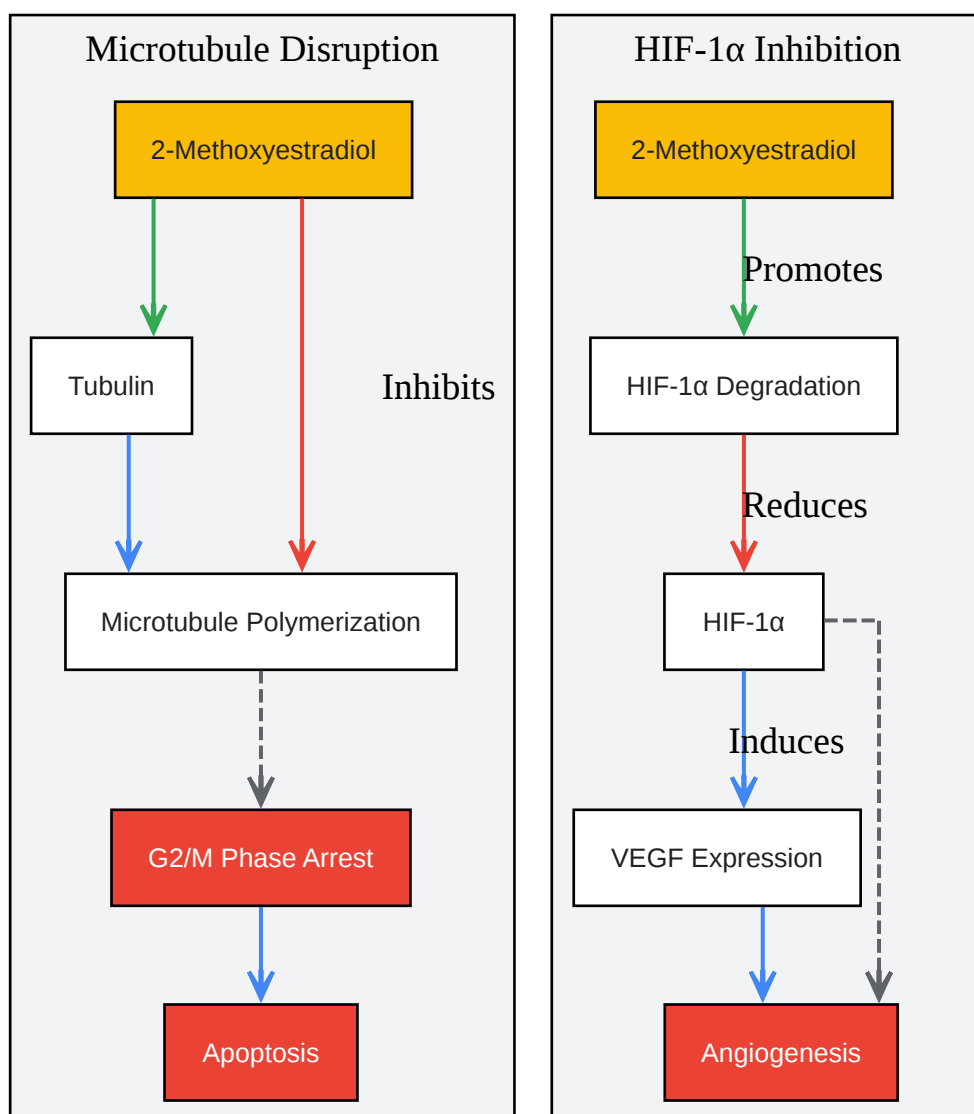 Microtubule Disruption
2-Methoxyestradiol
Tubulin
Inhibits
Microtubule Polymerization
G2/M Phase Arrest
Apoptosis
HIF-1α Inhibition
2-Methoxyestradiol
Promotes
HIF-1α Degradation
Reduces
HIF-1α
Induces
VEGF Expression
Angiogenesis